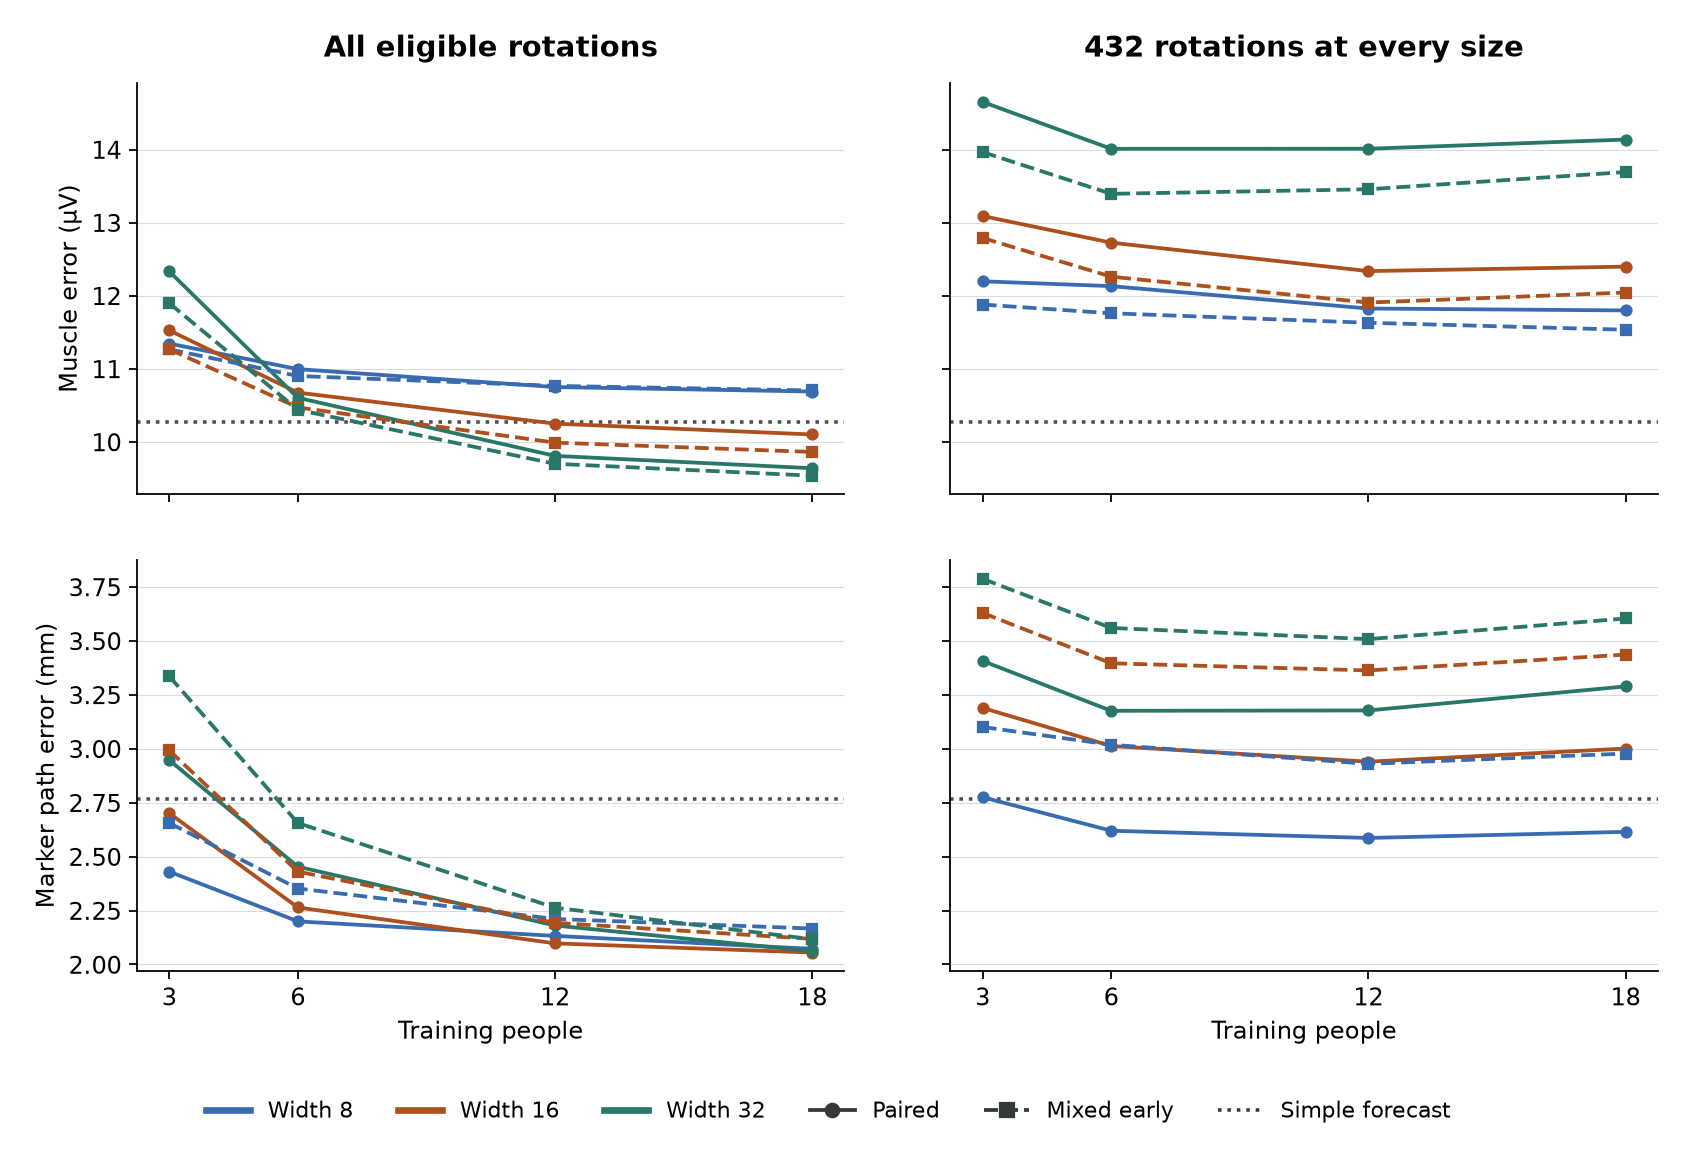 All eligible rotations
432 rotations at every size
Muscle error (µV)
14
13
12
11
10
Marker path error (mm)
3.75
3.50
3.25
3.00
2.75
2.50
2.25
2.00
3 6 12 18
3 6 12 18
Training people
Training people
Width 8 Width 16 Width 32 Paired Mixed early Simple forecast